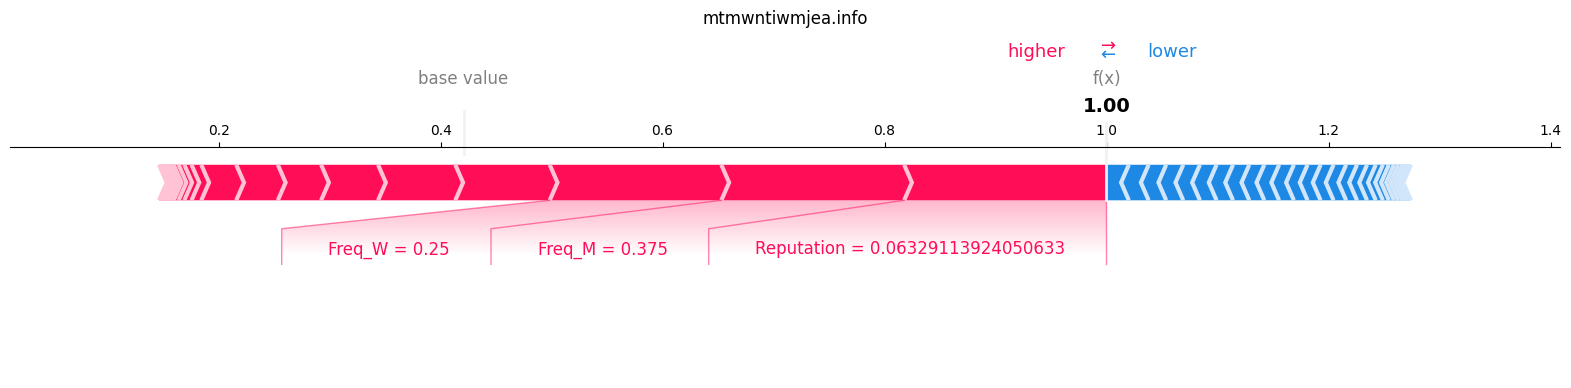 mtmwntiwmjea.info
higher → ← lower
base value f(x)
1.00
0.2 0.4 0.6 0.8 1.0 1.2 1.4
Freq_W = 0.25 Freq_M = 0.375 Reputation = 0.06329113924050633